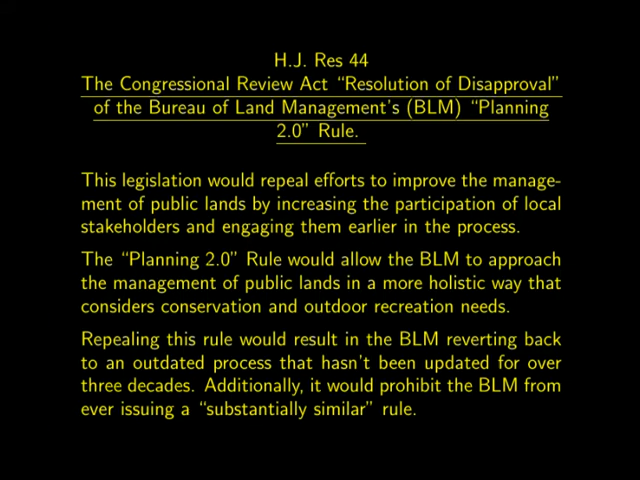 H.J. Res 44
The Congressional Review Act “Resolution of Disapproval”
of the Bureau of Land Management's (BLM) “Planning
2.0” Rule.
This legislation would repeal efforts to improve the manage-
ment of public lands by increasing the participation of local
stakeholders and engaging them earlier in the process.
The “Planning 2.0” Rule would allow the BLM to approach
the management of public lands in a more holistic way that
considers conservation and outdoor recreation needs.
Repealing this rule would result in the BLM reverting back
to an outdated process that hasn't been updated for over
three decades. Additionally, it would prohibit the BLM from
ever issuing a “substantially similar” rule.